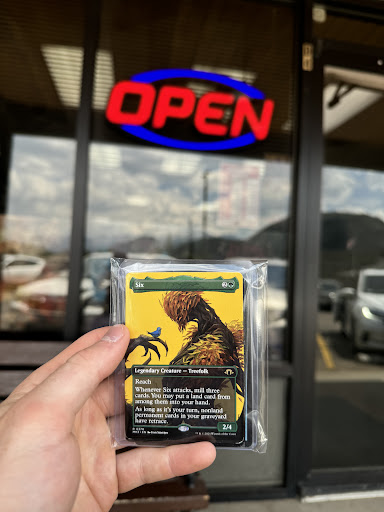 OPEN
Six 2
Legendary Creature — Treefolk
Reach
Whenever Six attacks, mill three
cards. You may put a land card from
among them into your hand.
As long as it's your turn, nonland
permanent cards in your graveyard
have retrace.
2/4